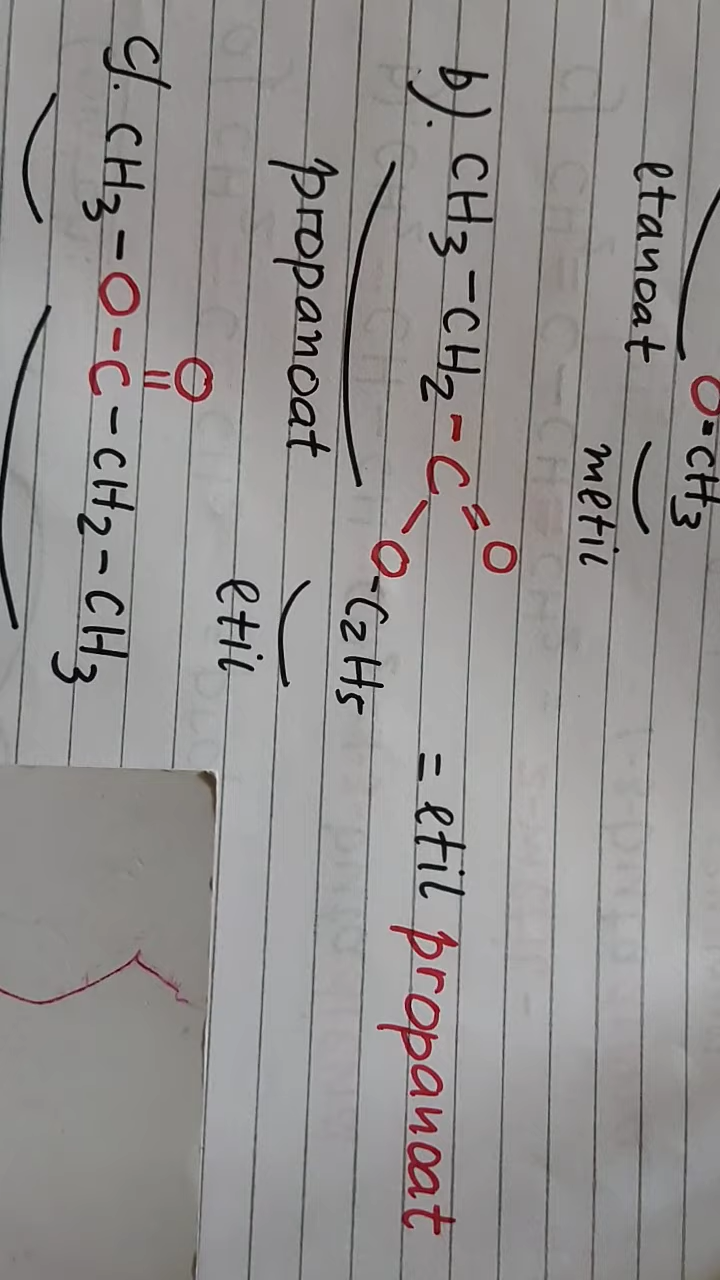 O-CH3
etanoat
metil
O
b). CH3-CH2-C = etil propanoat
O-C2H5
propanoat
etil
O
c). CH3-O-C-CH2-CH3